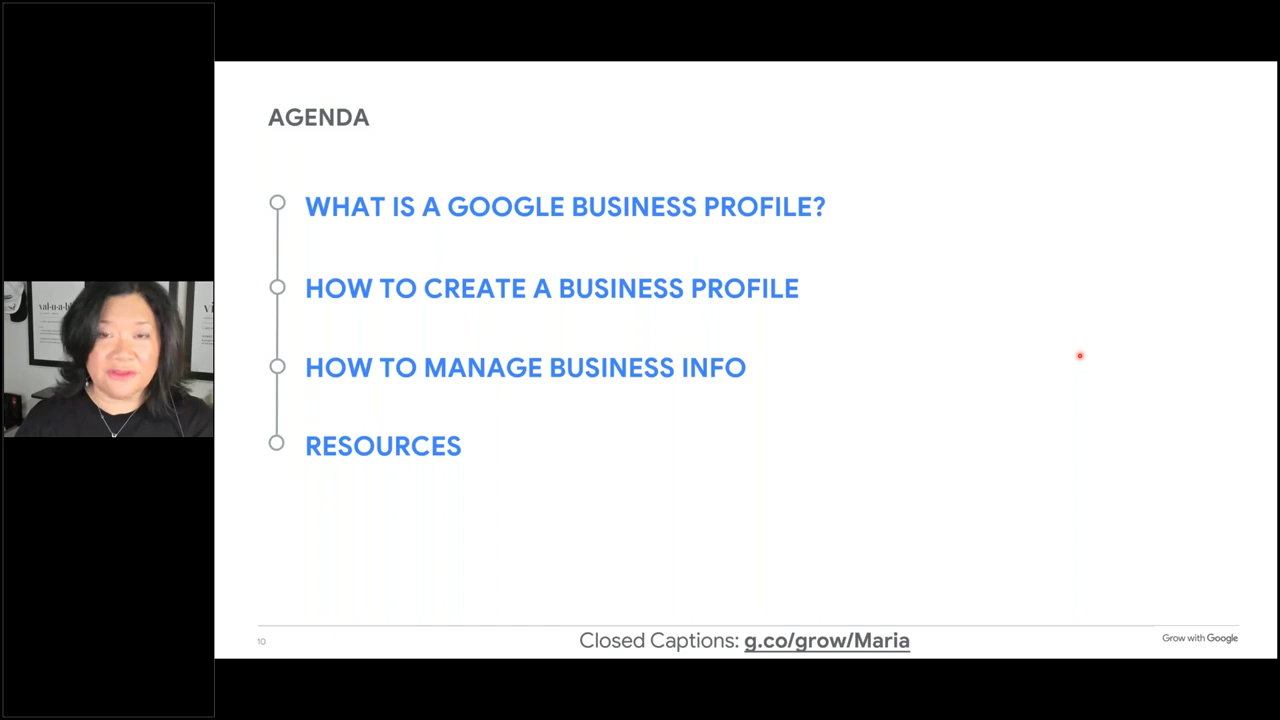 AGENDA
WHAT IS A GOOGLE BUSINESS PROFILE?
HOW TO CREATE A BUSINESS PROFILE
HOW TO MANAGE BUSINESS INFO
RESOURCES
10
Closed Captions: g.co/grow/Maria
Grow with Google